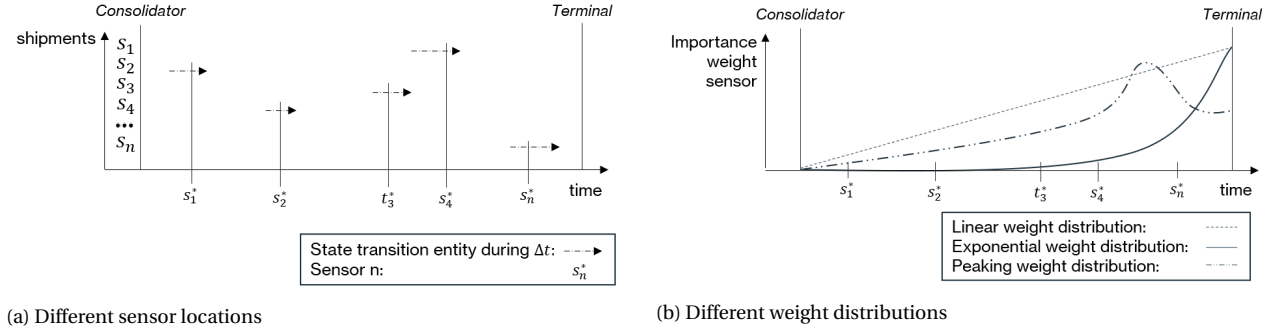 Consolidator
Terminal
shipments
S₁
S₂
S₃
S₄
...
Sₙ
s₁*
s₂*
t₃*
s₄*
sₙ*
time
State transition entity during Δt:
Sensor n: sₙ*
(a) Different sensor locations
Consolidator
Terminal
Importance
weight
sensor
s₁*
s₂*
t₃*
s₄*
sₙ*
time
Linear weight distribution:
Exponential weight distribution:
Peaking weight distribution:
(b) Different weight distributions